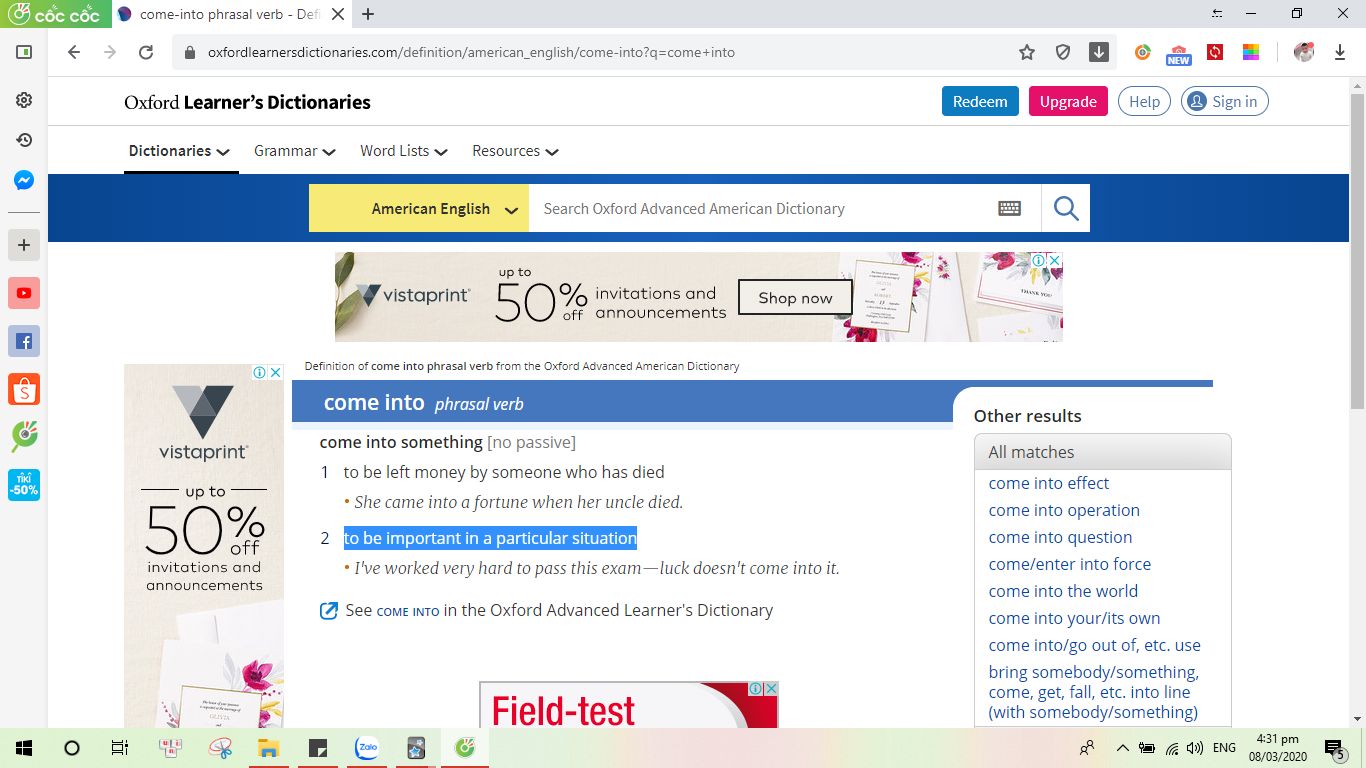 cốc cốc
come-into phrasal verb - Defi
oxfordlearnersdictionaries.com/definition/american_english/come-into?q=come+into
NEW
Oxford Learner's Dictionaries
Redeem
Upgrade
Help
Sign in
Dictionaries
Grammar
Word Lists
Resources
American English
Search Oxford Advanced American Dictionary
vistaprint
up to
50%
off
invitations and
announcements
Shop now
THANK YOU
Definition of come into phrasal verb from the Oxford Advanced American Dictionary
vistaprint
up to
50%
off
invitations and
announcements
come into phrasal verb
come into something [no passive]
1 to be left money by someone who has died
• She came into a fortune when her uncle died.
2 to be important in a particular situation
• I've worked very hard to pass this exam—luck doesn't come into it.
See COME INTO in the Oxford Advanced Learner's Dictionary
Field-test
Other results
All matches
come into effect
come into operation
come into question
come/enter into force
come into the world
come into your/its own
come into/go out of, etc. use
bring somebody/something,
come, get, fall, etc. into line
(with somebody/something)
TIKI
-50%
Zalo
ENG
4:31 pm
08/03/2020
5